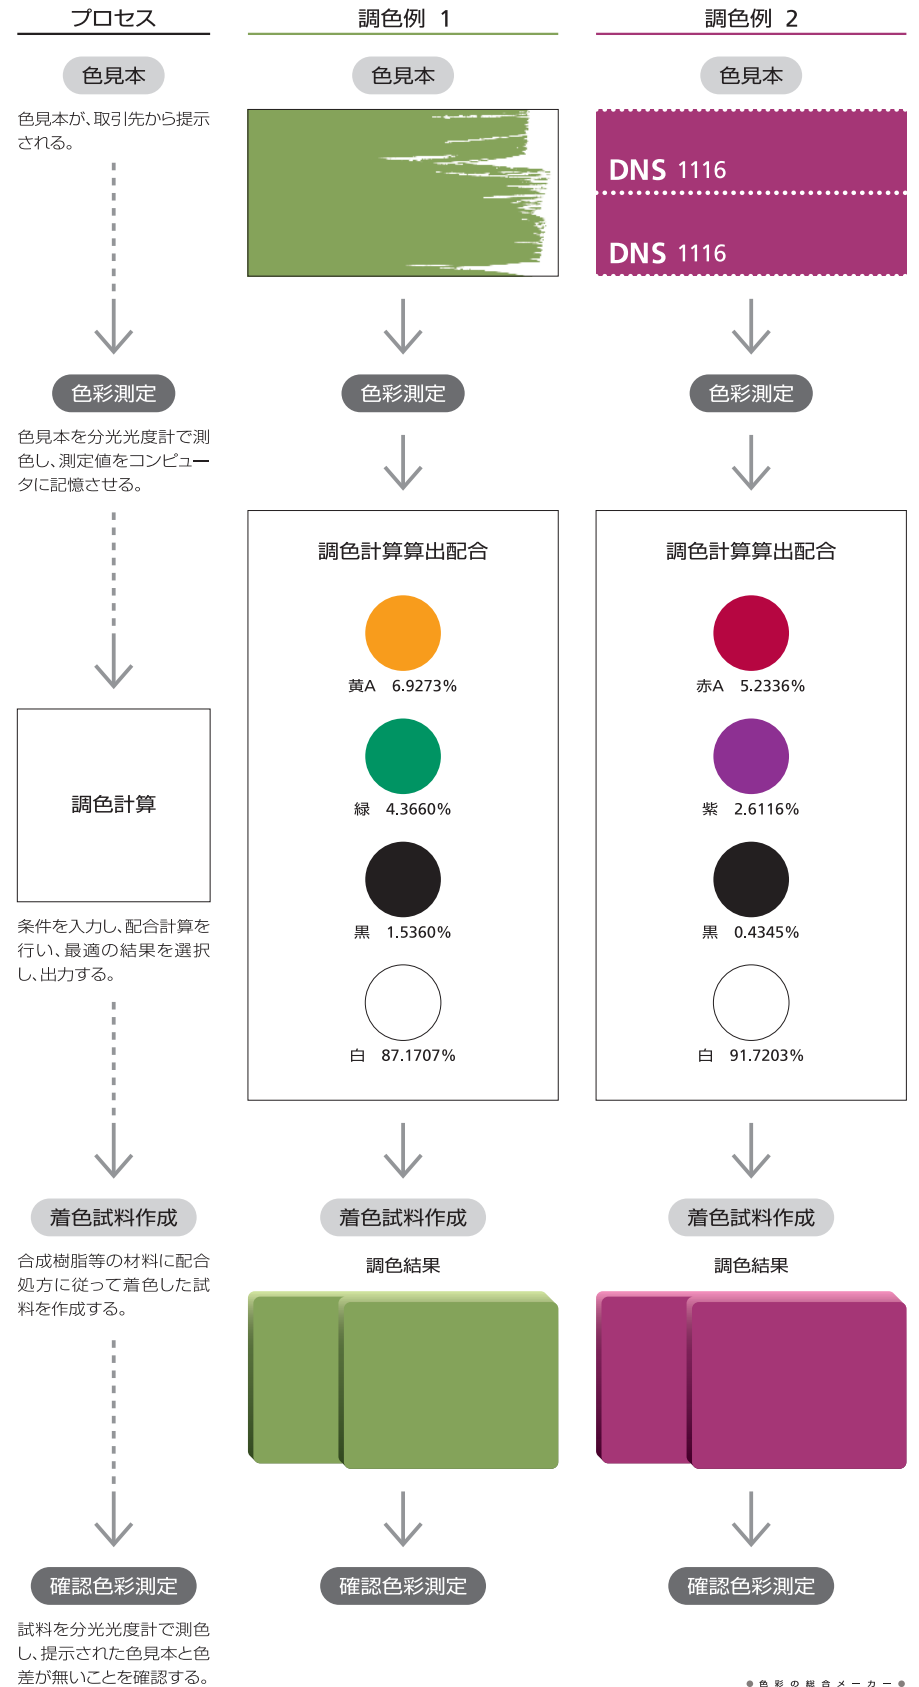 プロセス
色見本
色見本が、取引先から提示
される。
色彩測定
色見本を分光光度計で測
色し、測定値をコンピュー
タに記憶させる。
調色計算
条件を入力し、配合計算を
行い、最適の結果を選択
し、出力する。
着色試料作成
合成樹脂等の材料に配合
処方に従って着色した試
料を作成する。
確認色彩測定
試料を分光光度計で測色
し、提示された色見本と色
差が無いことを確認する。
調色例 1
色見本
色彩測定
調色計算算出配合
黄A 6.9273%
緑 4.3660%
黒 1.5360%
白 87.1707%
着色試料作成
調色結果
確認色彩測定
調色例 2
色見本
DNS 1116
DNS 1116
色彩測定
調色計算算出配合
赤A 5.2336%
紫 2.6116%
黒 0.4345%
白 91.7203%
着色試料作成
調色結果
確認色彩測定
●色彩の総合メーカー●